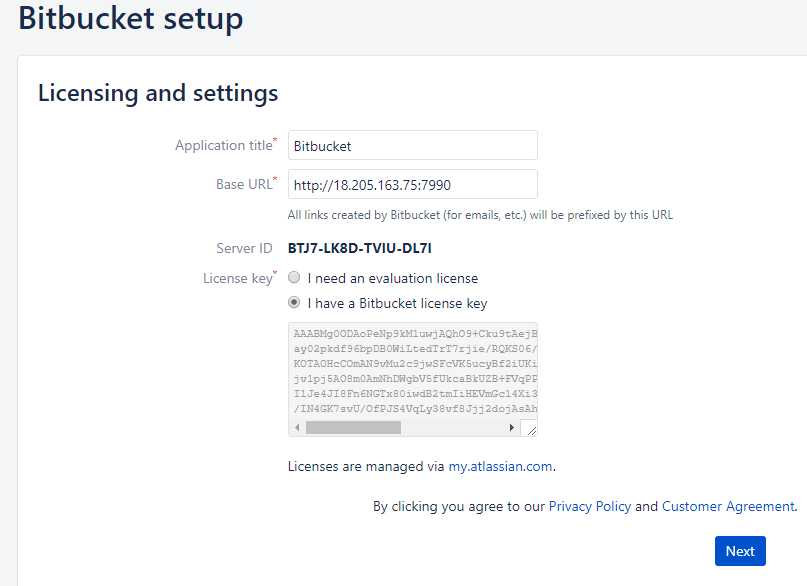 Bitbucket setup
Licensing and settings
Application title* Bitbucket
Base URL* http://18.205.163.75:7990
All links created by Bitbucket (for emails, etc.) will be prefixed by this URL
Server ID BTJ7-LK8D-TVIU-DL7I
License key* I need an evaluation license
I have a Bitbucket license key
AAABMg0ODAoPeNp9kM1uwjAQhO9+Cku9tAejB
ay02pkdf96bpDB0WiLtedTrT7rjie/RQKS06/
KOTAOHcCOmAN9vMu2c9jwSFcVK5ucyBf2iUKi
jv1pj5AO8m0AmNhDWgbV5fUkcaBkUZB+FVqPP
I1Je4JI8Fn6NGTx80iwdB2tmIiHEVmGc14Xi3
/IN4GK7svU/OfPJS4VqLy38vf8Jjj2dojAsAh
Licenses are managed via my.atlassian.com.
By clicking you agree to our Privacy Policy and Customer Agreement.
Next